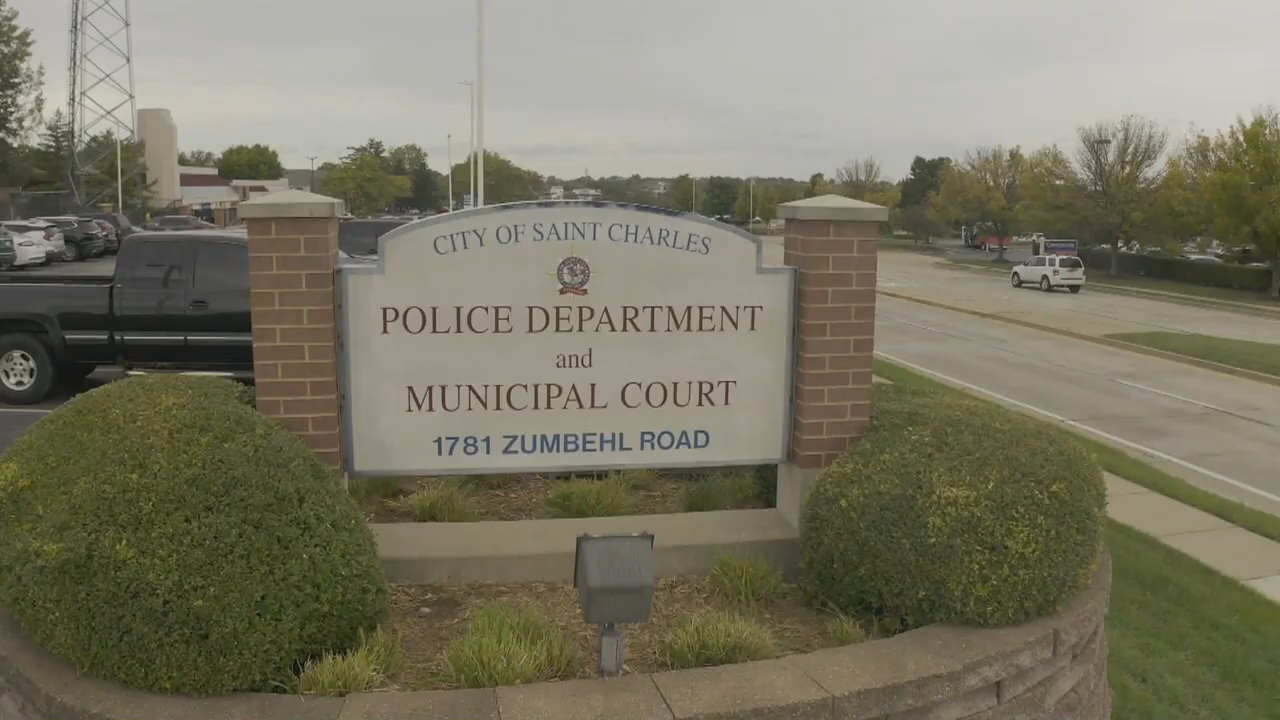 CITY OF SAINT CHARLES
POLICE DEPARTMENT
and
MUNICIPAL COURT
1781 ZUMBEHL ROAD